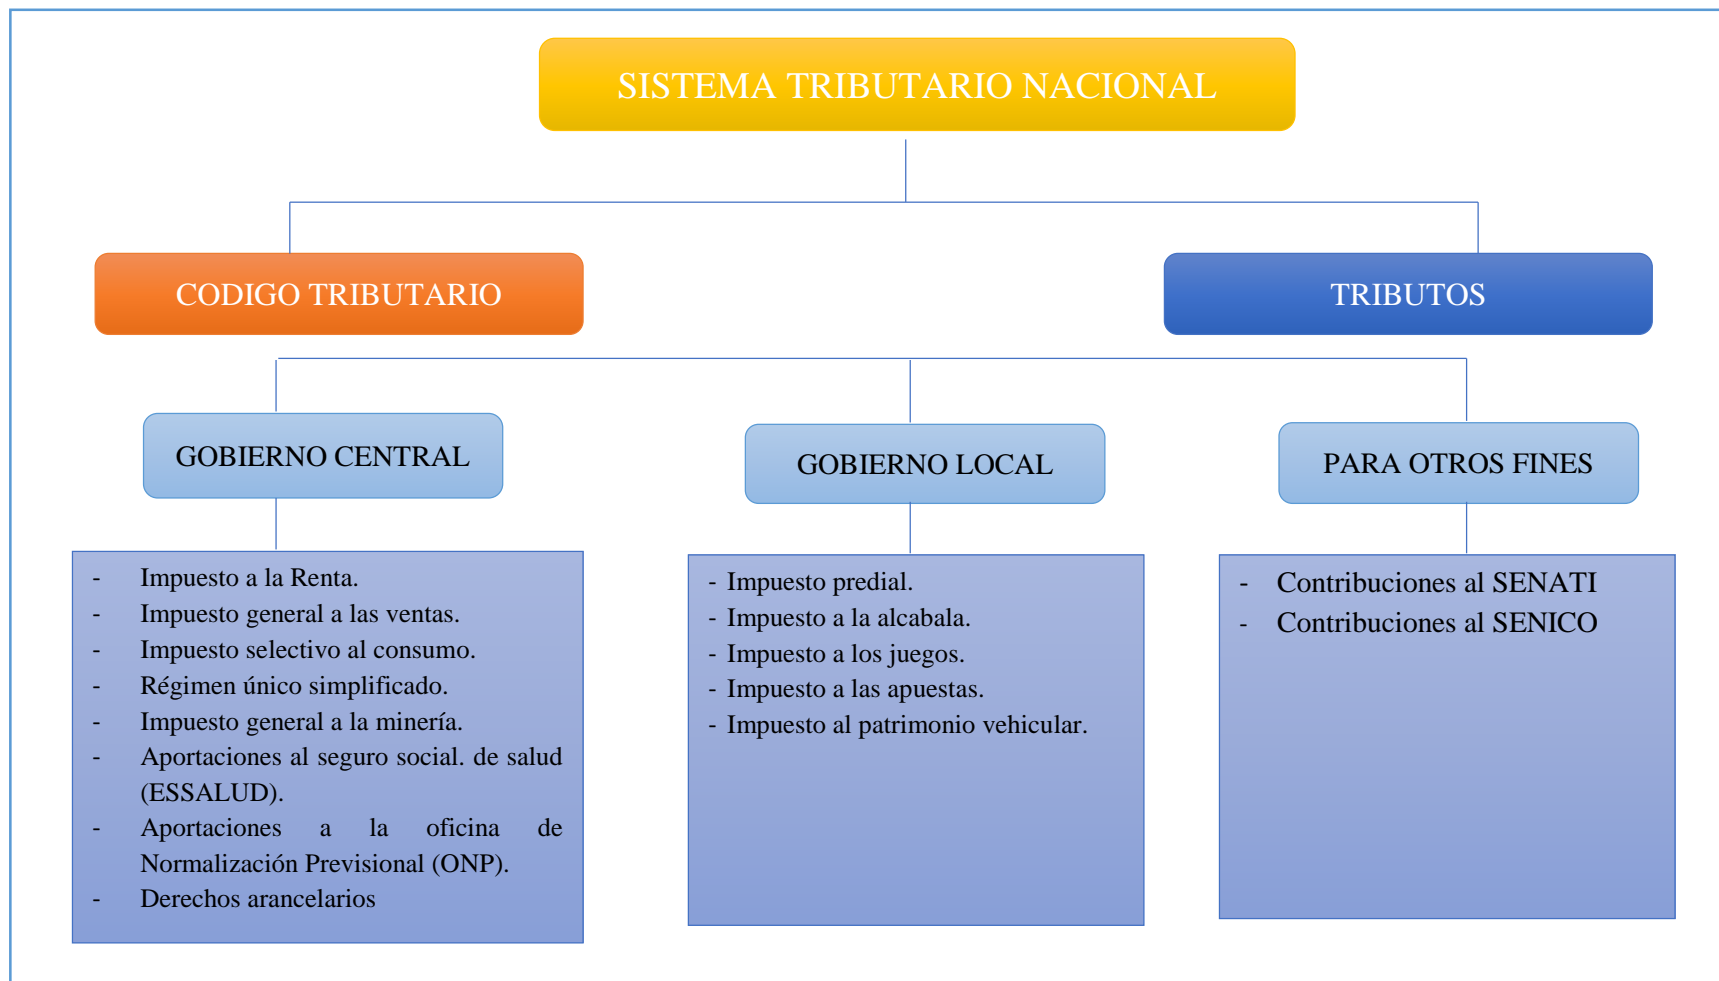 SISTEMA TRIBUTARIO NACIONAL
CODIGO TRIBUTARIO
TRIBUTOS
GOBIERNO CENTRAL
GOBIERNO LOCAL
PARA OTROS FINES
- Impuesto a la Renta.
- Impuesto general a las ventas.
- Impuesto selectivo al consumo.
- Régimen único simplificado.
- Impuesto general a la minería.
- Aportaciones al seguro social. de salud
(ESSALUD).
- Aportaciones a la oficina de
Normalización Previsional (ONP).
- Derechos arancelarios
- Impuesto predial.
- Impuesto a la alcabala.
- Impuesto a los juegos.
- Impuesto a las apuestas.
- Impuesto al patrimonio vehicular.
- Contribuciones al SENATI
- Contribuciones al SENICO